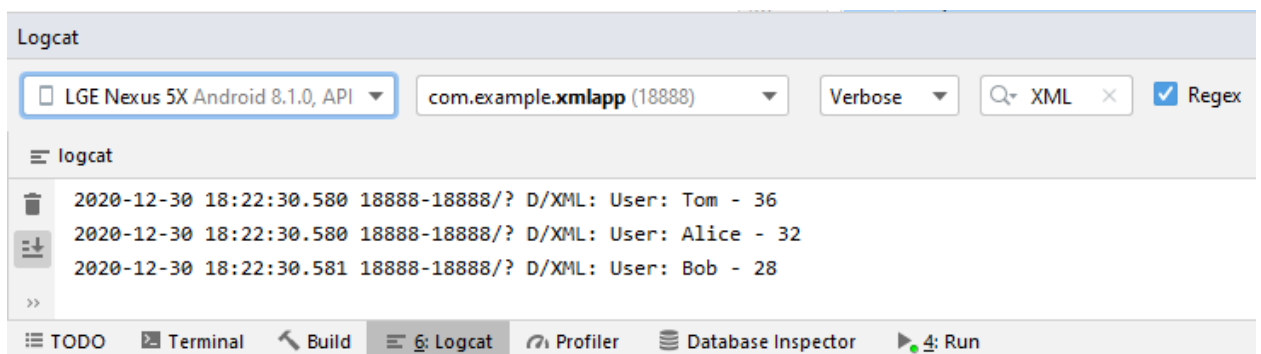 Logcat
LGE Nexus 5X Android 8.1.0, API com.example.xmlapp (18888) Verbose XML Regex
logcat
2020-12-30 18:22:30.580 18888-18888/? D/XML: User: Tom - 36
2020-12-30 18:22:30.580 18888-18888/? D/XML: User: Alice - 32
2020-12-30 18:22:30.581 18888-18888/? D/XML: User: Bob - 28
TODO Terminal Build 6: Logcat Profiler Database Inspector 4: Run